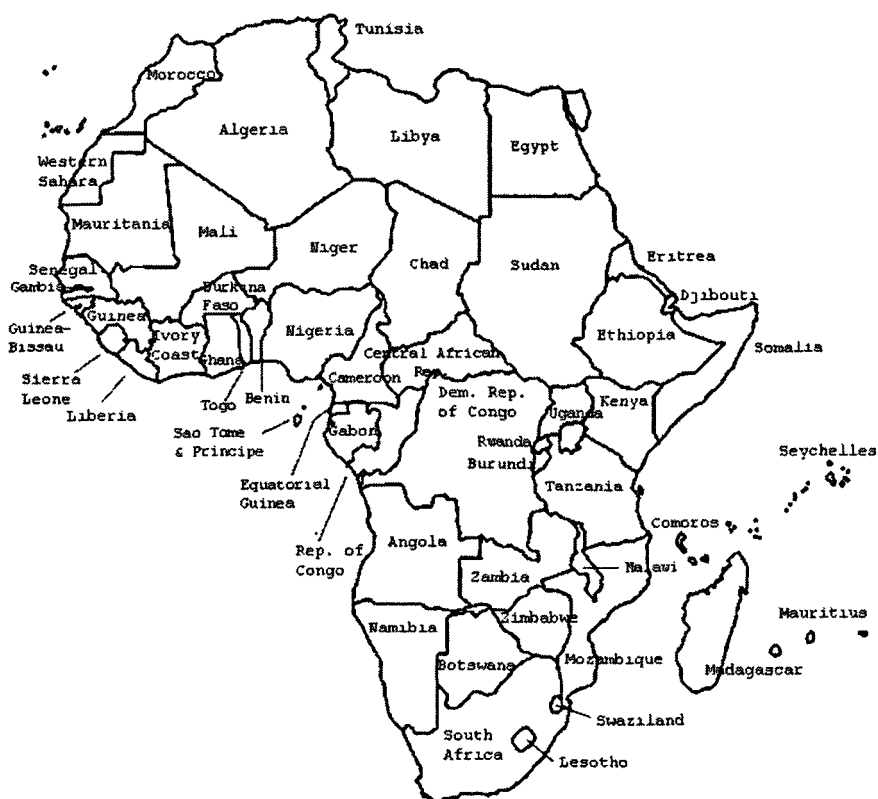 Tunisia
Morocco
Algeria
Libya
Egypt
Western
Sahara
Mauritania
Mali
Niger
Chad
Sudan
Eritrea
Senegal
Gambia
Burkina
Faso
Djibouti
Guinea
Guinea-
Bissau
Nigeria
Ethiopia
Ivory
Coast
Ghana
Central African
Rep.
Somalia
Sierra
Leone
Cameroon
Liberia
Togo
Benin
Dem. Rep.
of Congo
Uganda
Kenya
Sao Tome
& Principe
Gabon
Rwanda
Burundi
Seychelles
Equatorial
Guinea
Tanzania
Comoros
Rep. of
Congo
Angola
Zambia
Malawi
Namibia
Zimbabwe
Mauritius
Botswana
Mozambique
Madagascar
Swaziland
South
Africa
Lesotho